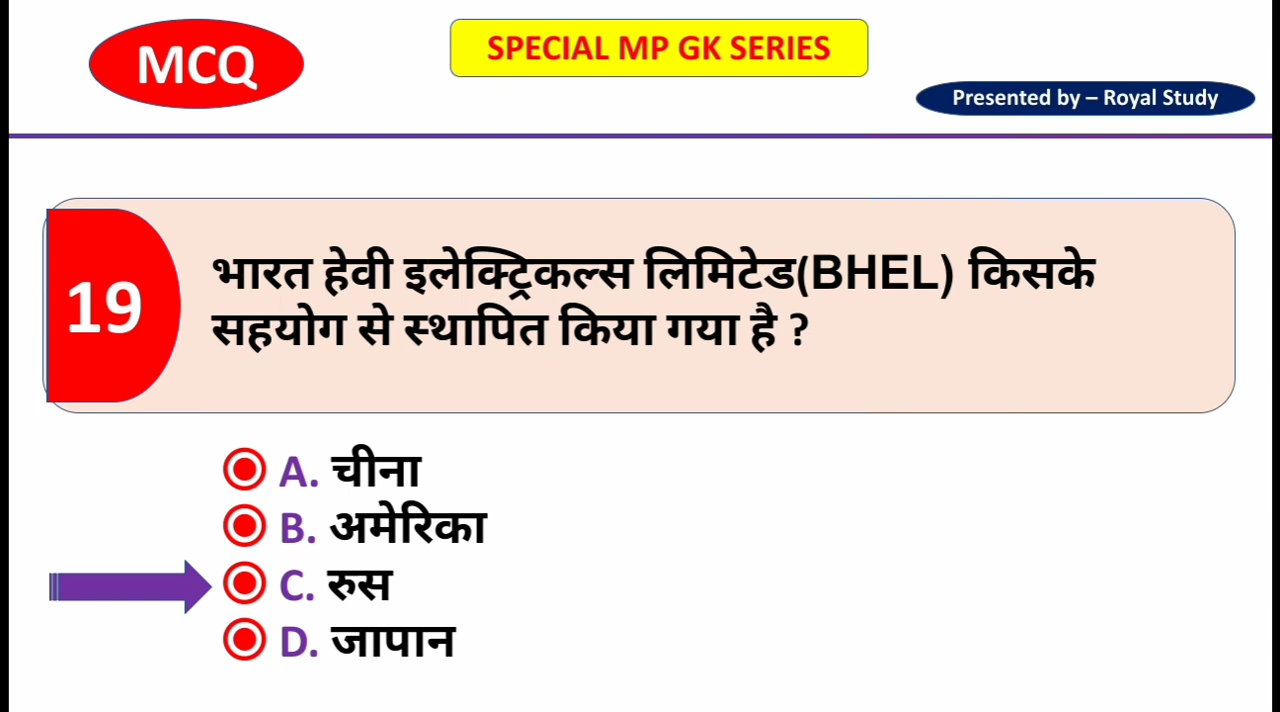 MCQ
SPECIAL MP GK SERIES
Presented by – Royal Study
19
भारत हेवी इलेक्ट्रिकल्स लिमिटेड(BHEL) किसके
सहयोग से स्थापित किया गया है ?
A. चीना
B. अमेरिका
C. रुस
D. जापान